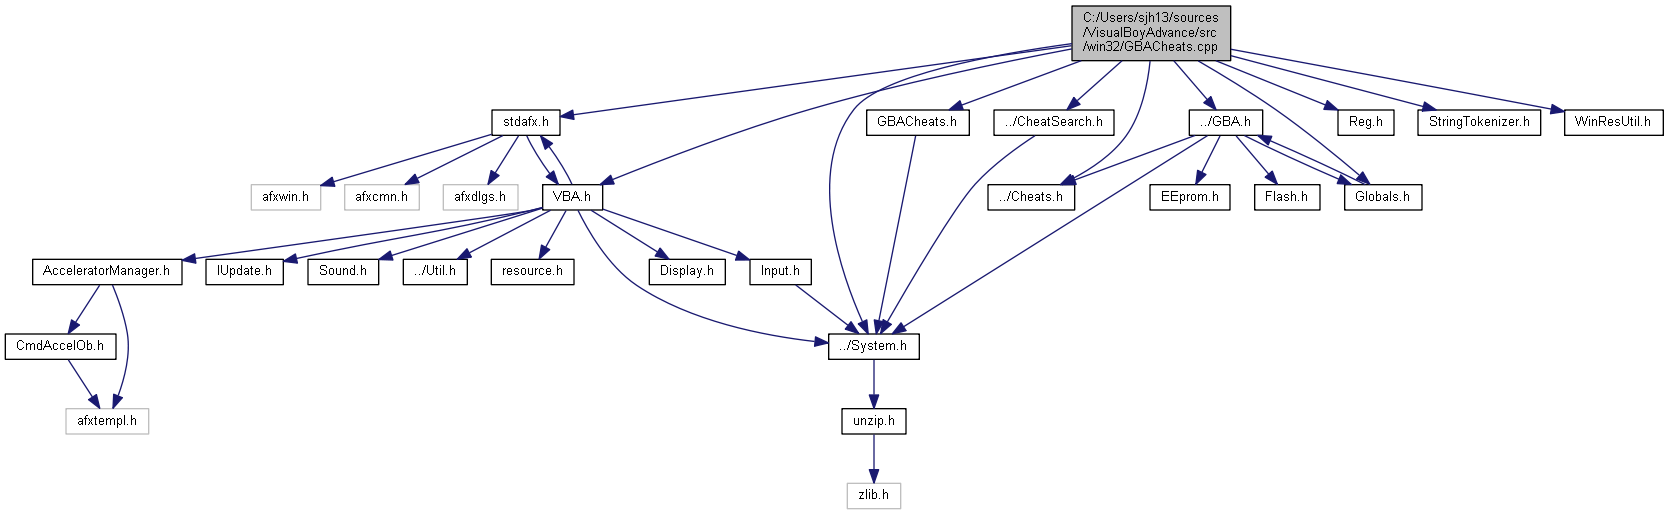 C:/Users/sjh13/sources
/VisualBoyAdvance/src
/win32/GBACheats.cpp
stdafx.h
GBACheats.h
../CheatSearch.h
../GBA.h
Reg.h
StringTokenizer.h
WinResUtil.h
afxwin.h
afxcmn.h
afxdlgs.h
VBA.h
../Cheats.h
EEprom.h
Flash.h
Globals.h
AcceleratorManager.h
IUpdate.h
Sound.h
../Util.h
resource.h
Display.h
Input.h
CmdAccelOb.h
../System.h
afxtempl.h
unzip.h
zlib.h